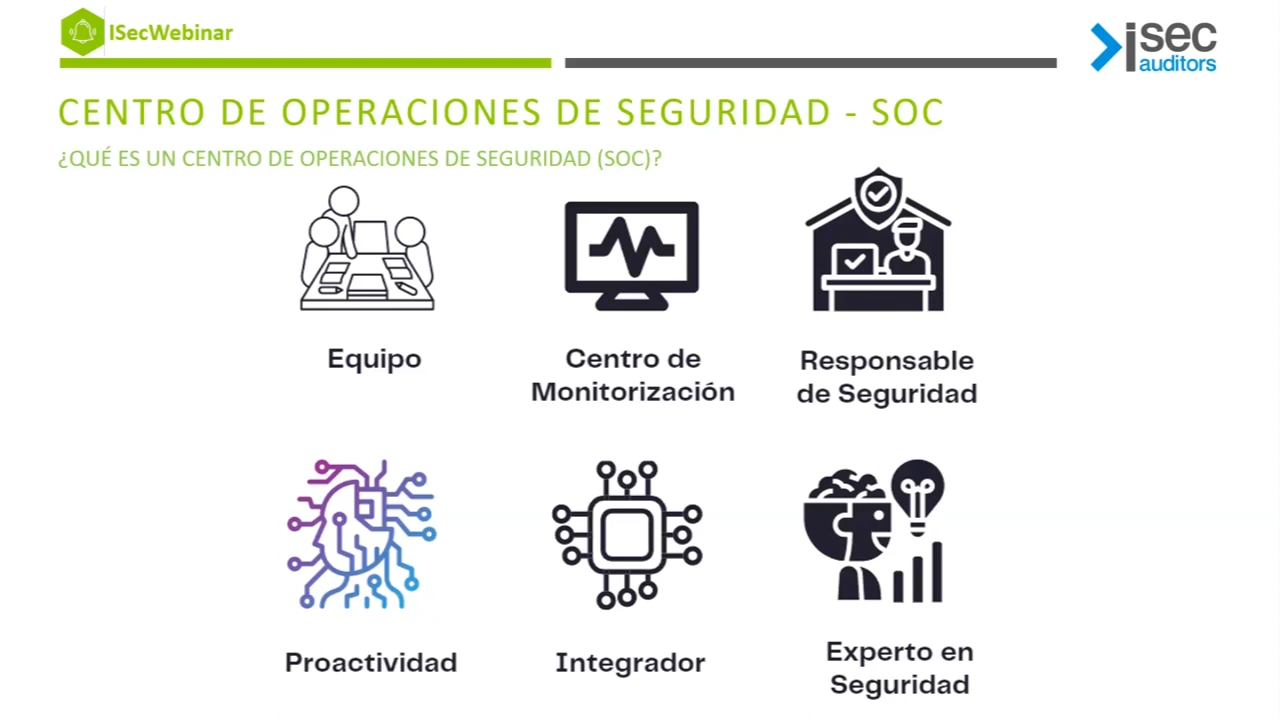 ISecWebinar
isec
auditors
CENTRO DE OPERACIONES DE SEGURIDAD - SOC
¿QUÉ ES UN CENTRO DE OPERACIONES DE SEGURIDAD (SOC)?
Equipo
Centro de
Monitorización
Responsable
de Seguridad
Proactividad
Integrador
Experto en
Seguridad